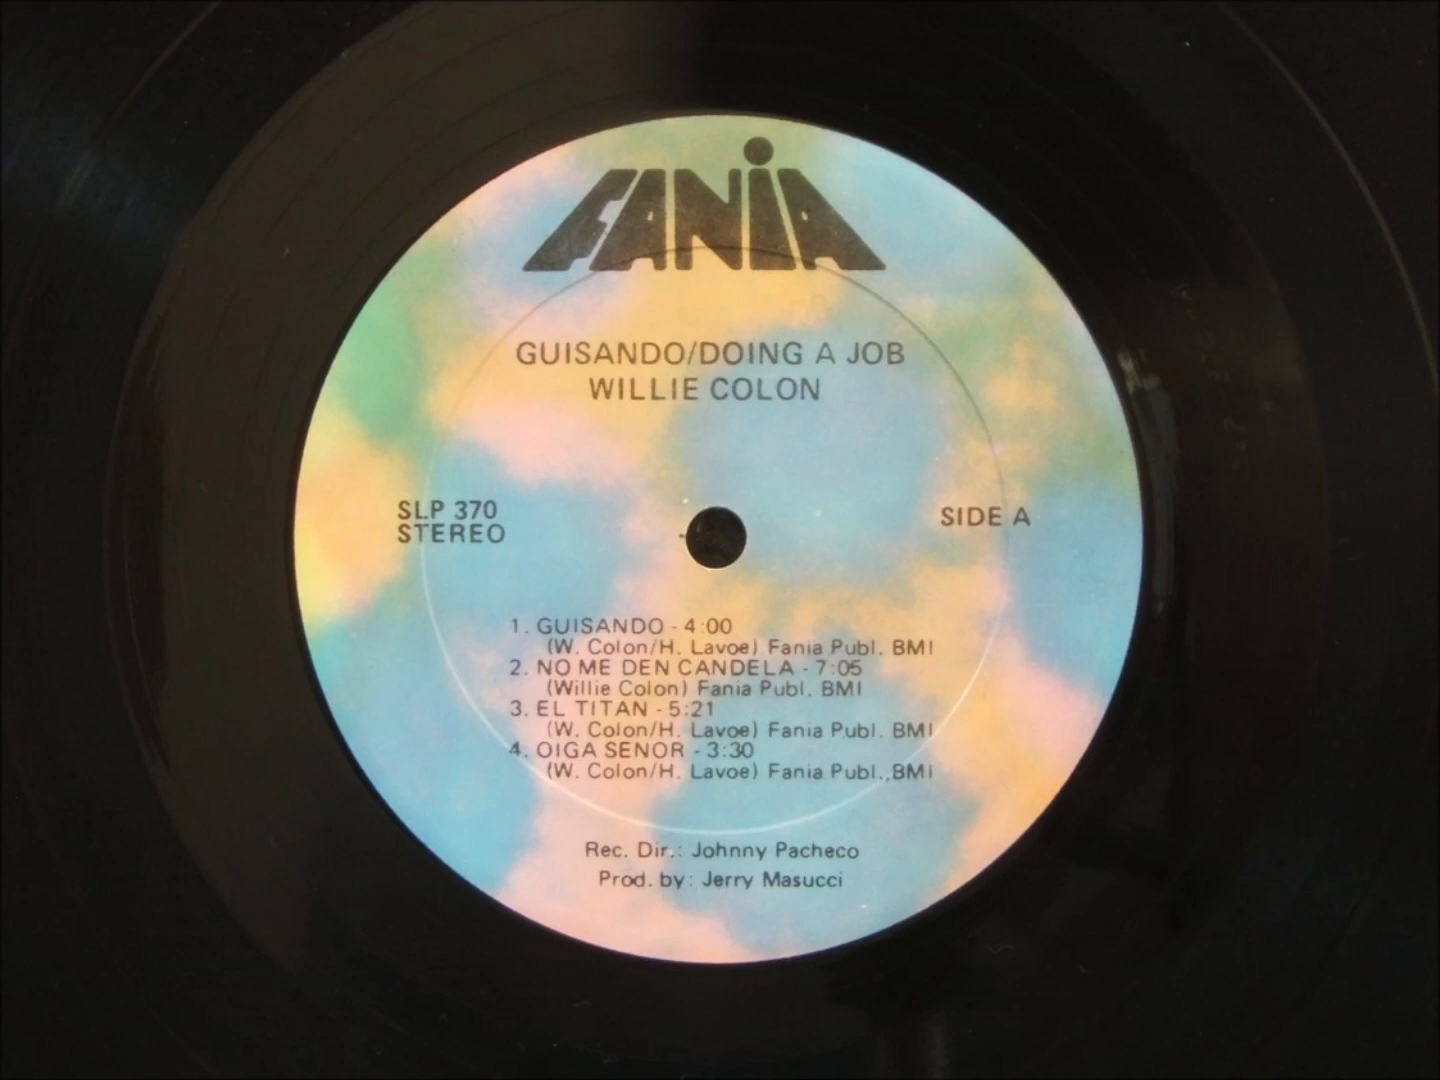 FANiA
GUISANDO/DOING A JOB
WILLIE COLON
SLP 370
STEREO
SIDE A
1. GUISANDO - 4:00
(W. Colon/H. Lavoe) Fania Publ. BMI
2. NO ME DEN CANDELA - 7:05
(Willie Colon) Fania Publ. BMI
3. EL TITAN - 5:21
(W. Colon/H. Lavoe) Fania Publ. BMI
4. OIGA SENOR - 3:30
(W. Colon/H. Lavoe) Fania Publ., BMI
Rec. Dir.: Johnny Pacheco
Prod. by: Jerry Masucci